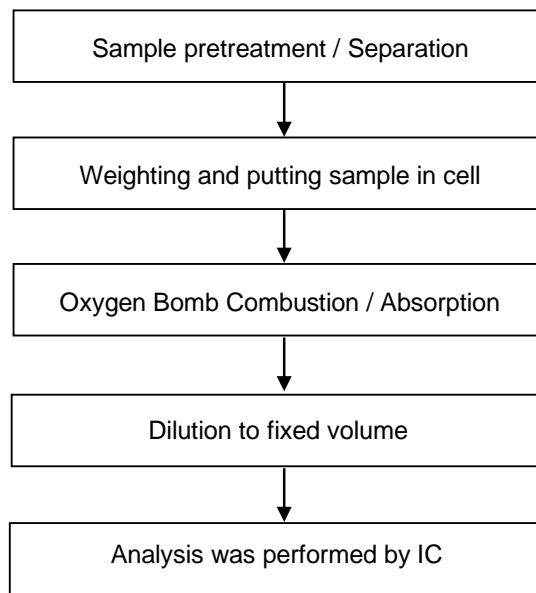 Sample pretreatment / Separation
Weighting and putting sample in cell
Oxygen Bomb Combustion / Absorption
Dilution to fixed volume
Analysis was performed by IC